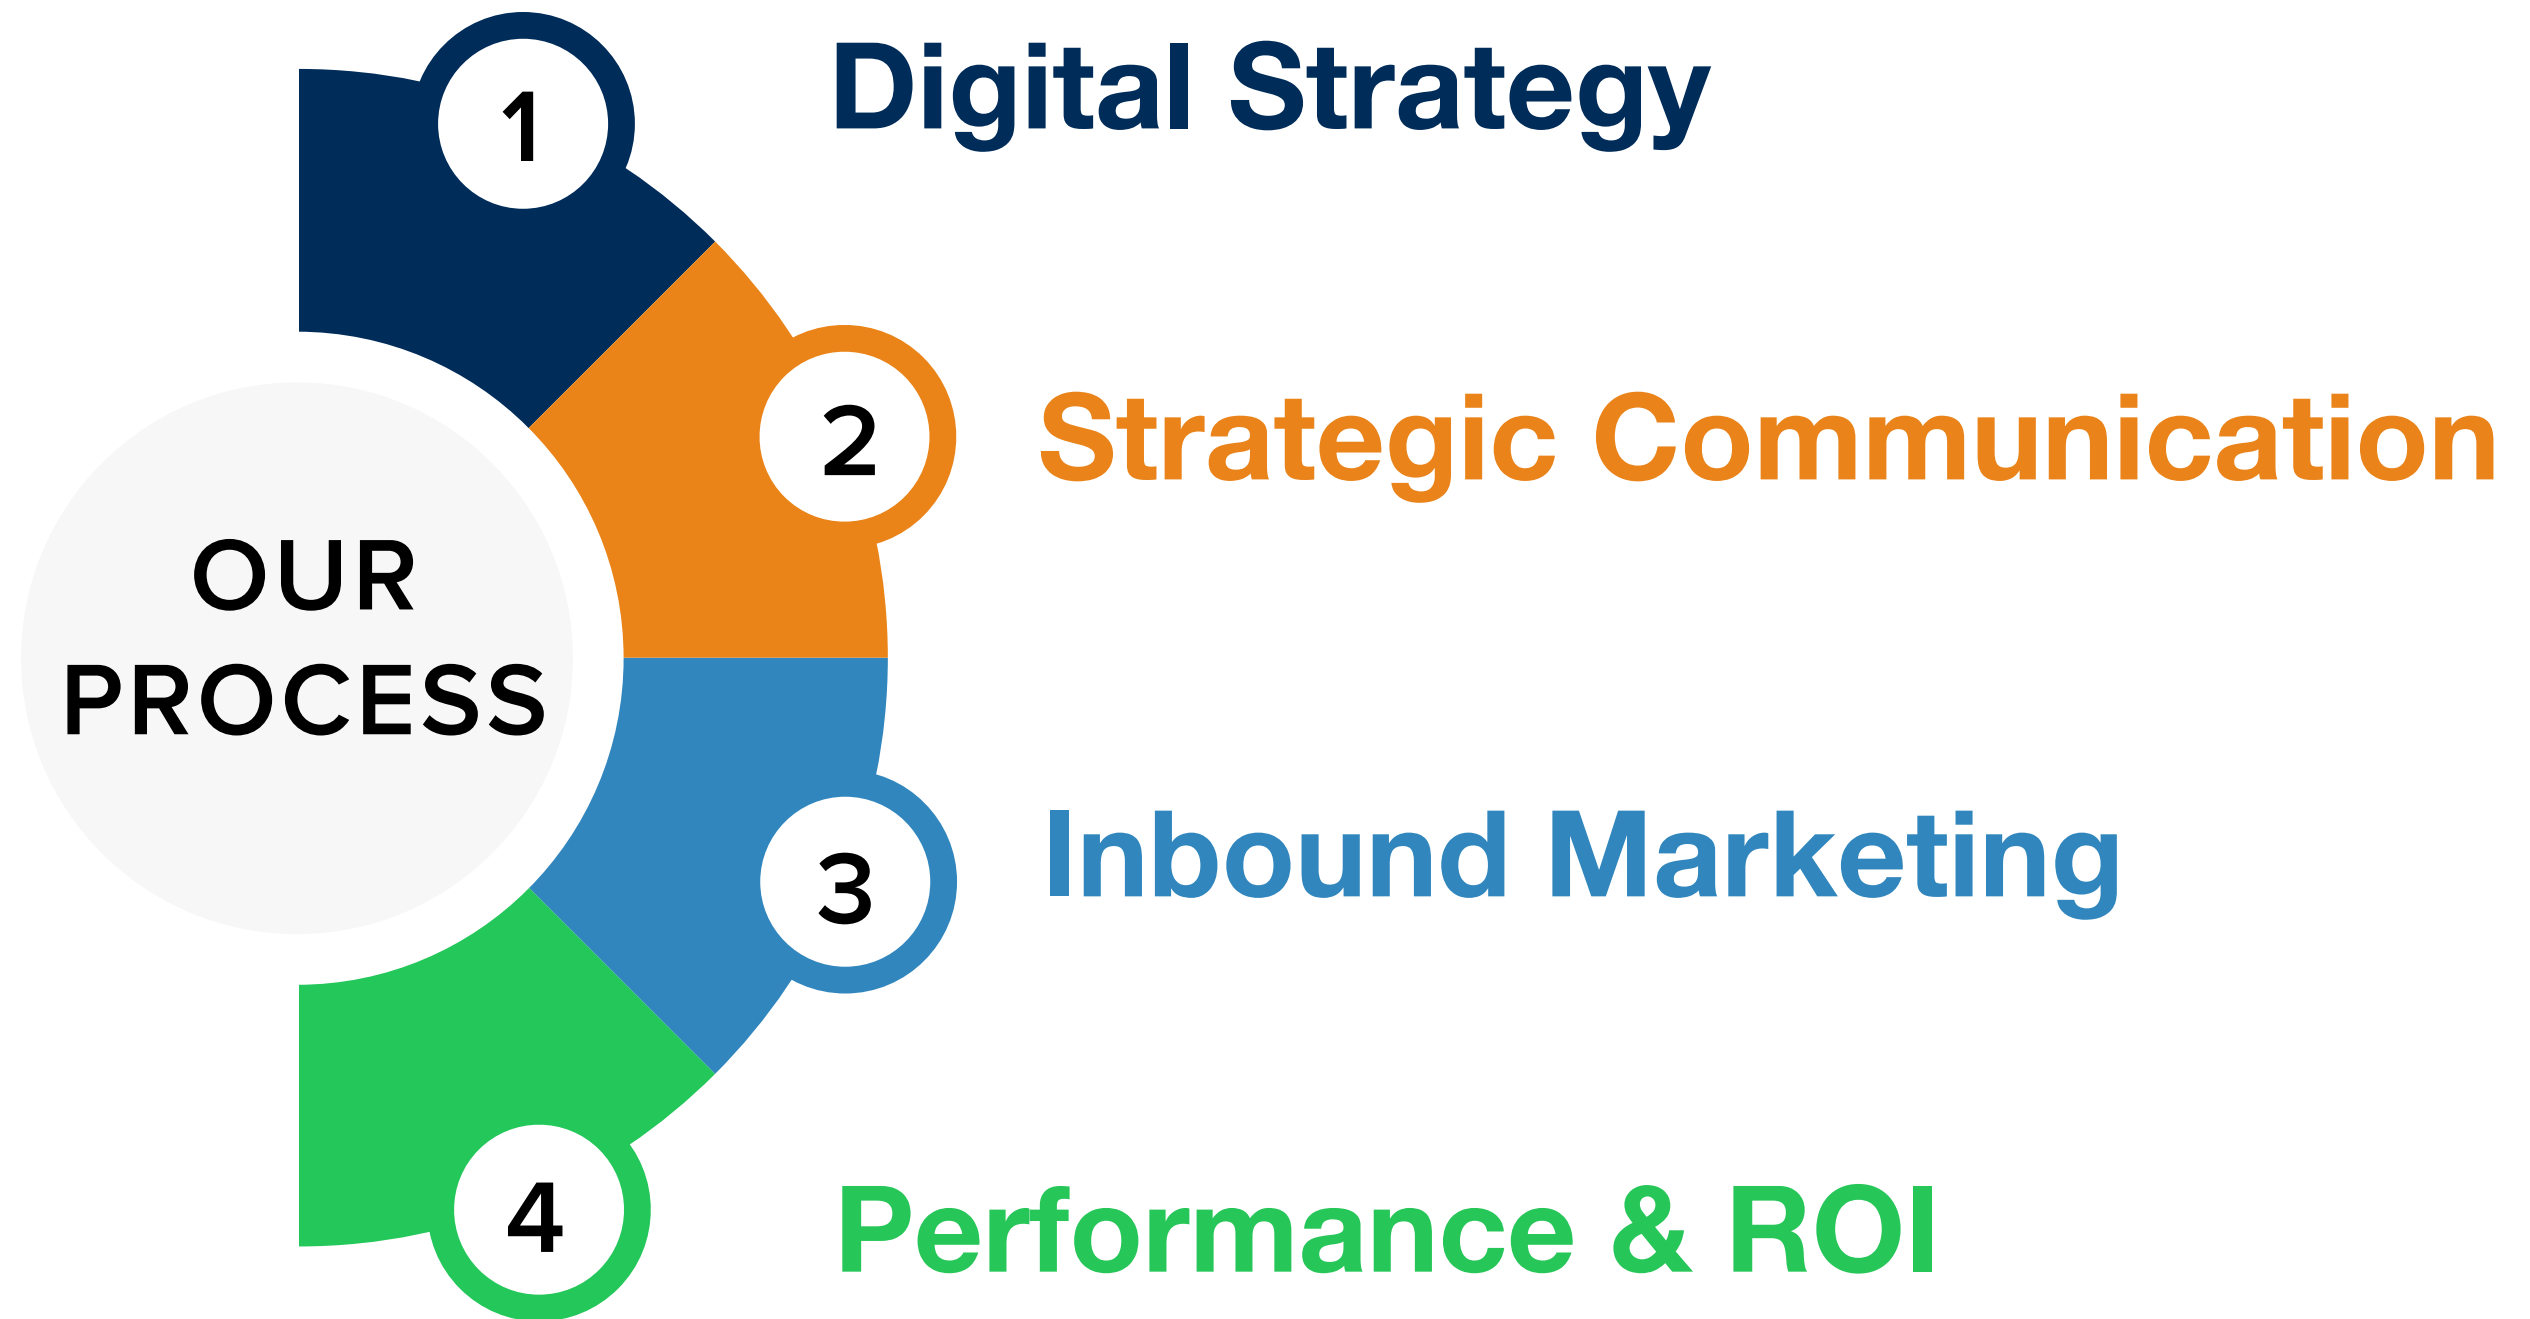 OUR
PROCESS
1
Digital Strategy
2
Strategic Communication
3
Inbound Marketing
4
Performance & ROI